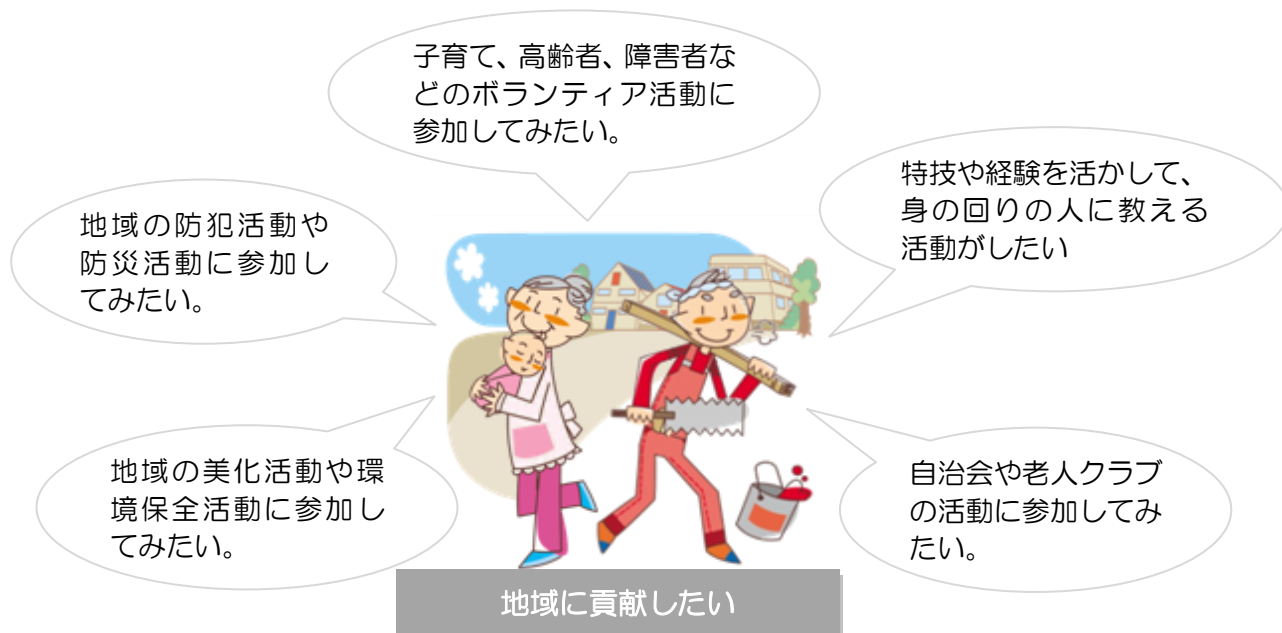 子育て、高齢者、障害者な
どのボランティア活動に
参加してみたい。
特技や経験を活かして、
身の回りの人に教える
活動がしたい
地域の防犯活動や
防災活動に参加し
てみたい。
地域の美化活動や環
境保全活動に参加し
てみたい。
自治会や老人クラブ
の活動に参加してみ
たい。
地域に貢献したい